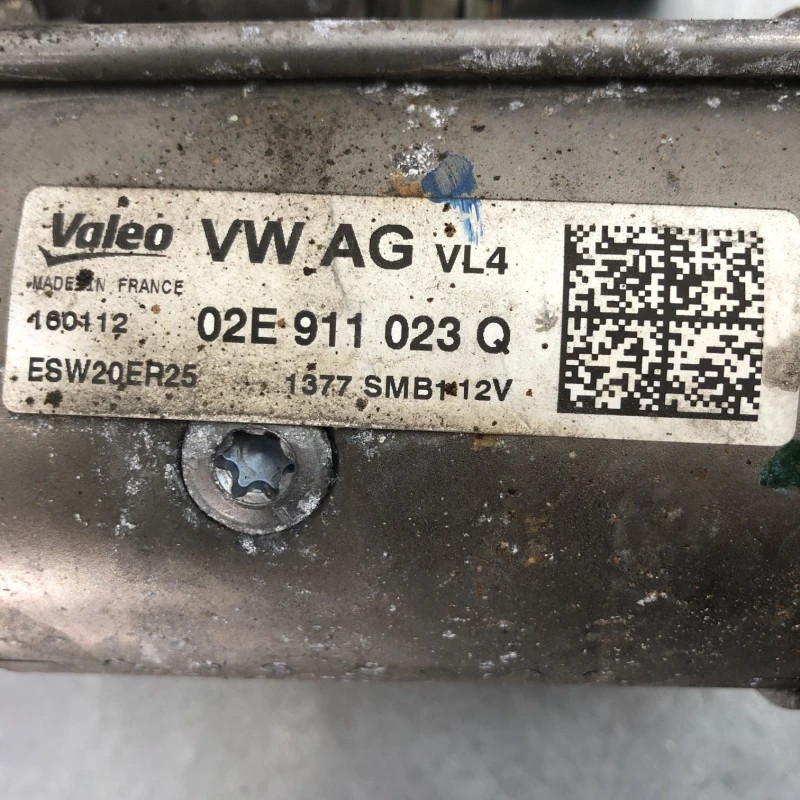 Valeo VW AG VL4
MADE IN FRANCE
160112 02E 911 023 Q
ESW20ER25 1377 SMB1 12V